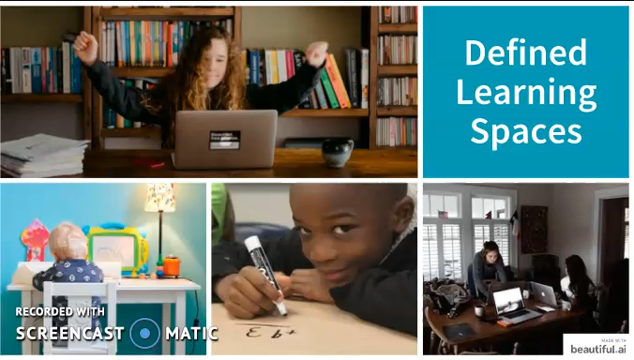 Defined
Learning
Spaces
RECORDED WITH
SCREENCAST MATIC
MADE WITH
beautiful.ai